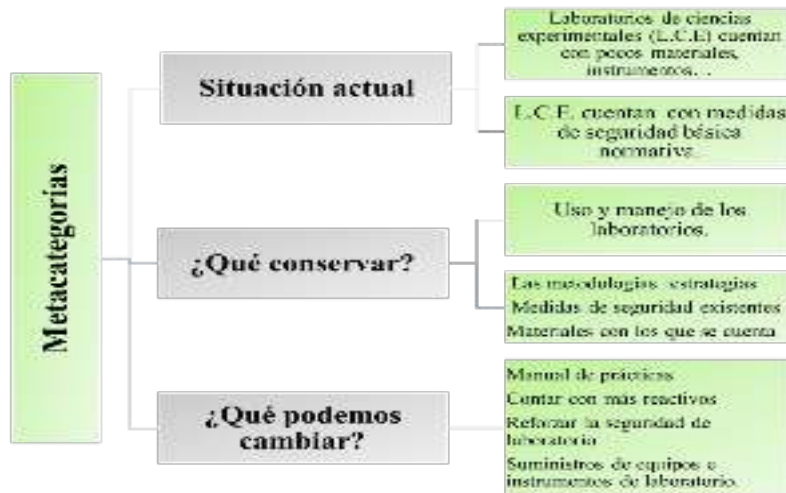 Metacategorías
Situación actual
Laboratorios de ciencias
experimentales (L.C.E) cuentan
con pocos materiales,
instrumentos. .
L.C.E. cuentan con medidas
de seguridad básica
normativa.
¿Qué conservar?
Uso y manejo de los
laboratorios.
Las metodologías estrategias
Medidas de seguridad existentes
Materiales con los que se cuenta
¿Qué podemos
cambiar?
Manual de prácticas
Contar con más reactivos
Reforzar la seguridad de
laboratorio
Suministros de equipos e
instrumentos de laboratorio.